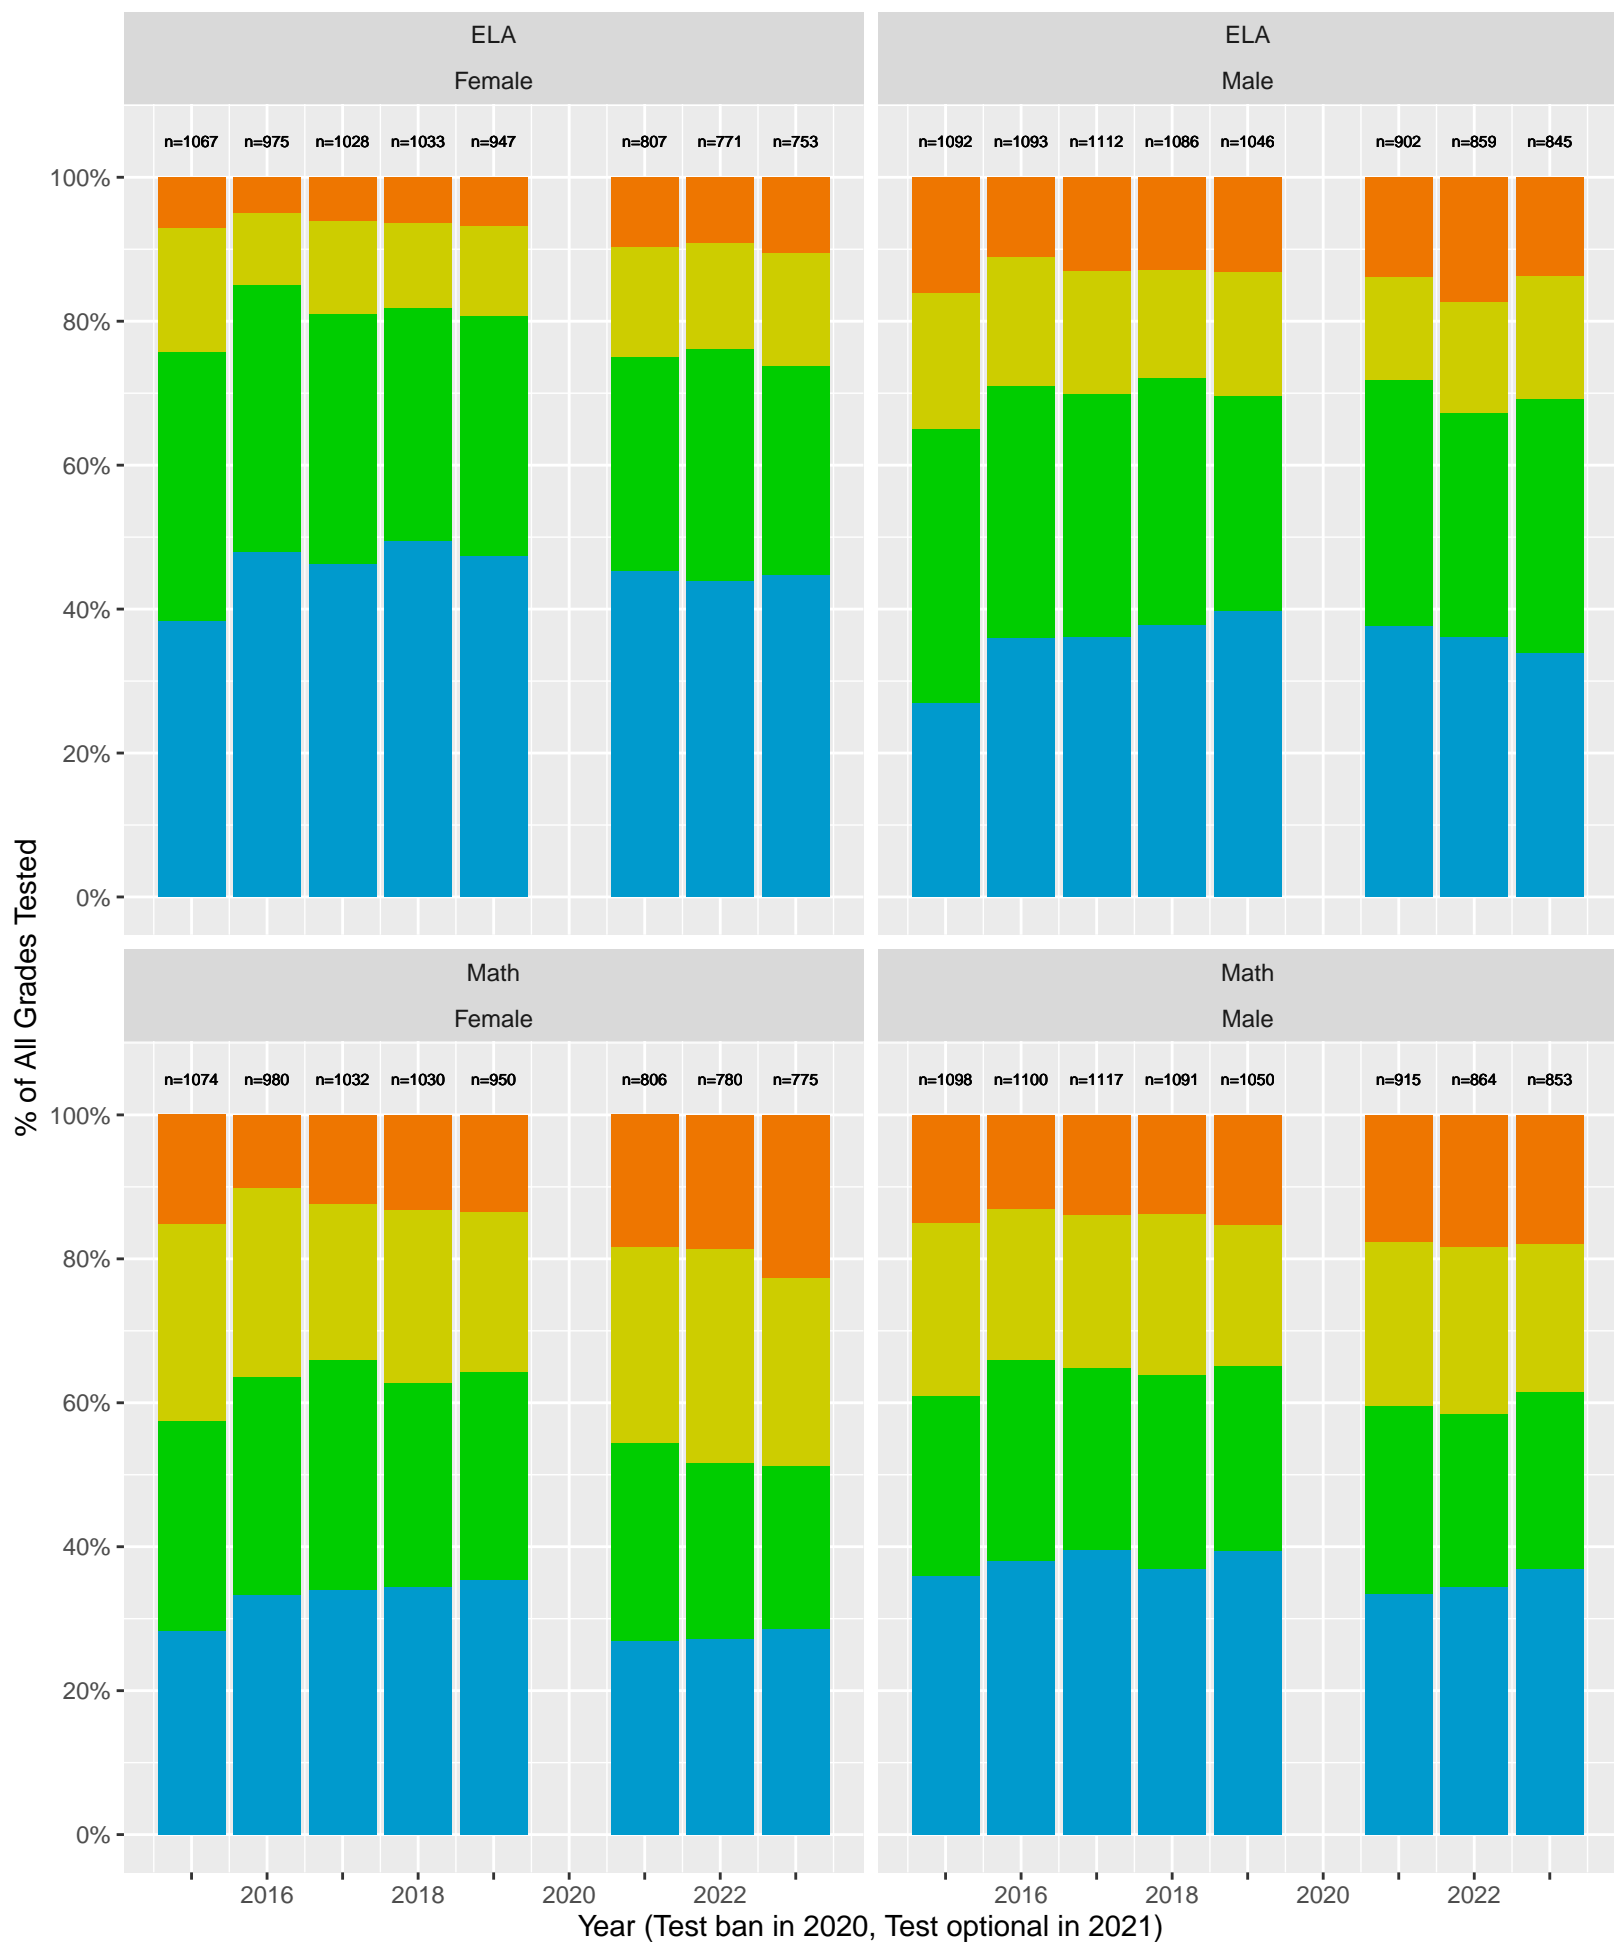 ELA
Female
ELA
Male
n=1067 n=975 n=1028 n=1033 n=947 n=807 n=771 n=753
n=1092 n=1093 n=1112 n=1086 n=1046 n=902 n=859 n=845
100%
80%
60%
40%
20%
0%
% of All Grades Tested
Math
Female
Math
Male
n=1074 n=980 n=1032 n=1030 n=950 n=806 n=780 n=775
n=1098 n=1100 n=1117 n=1091 n=1050 n=915 n=864 n=853
100%
80%
60%
40%
20%
0%
2016 2018 2020 2022
2016 2018 2020 2022
Year (Test ban in 2020, Test optional in 2021)